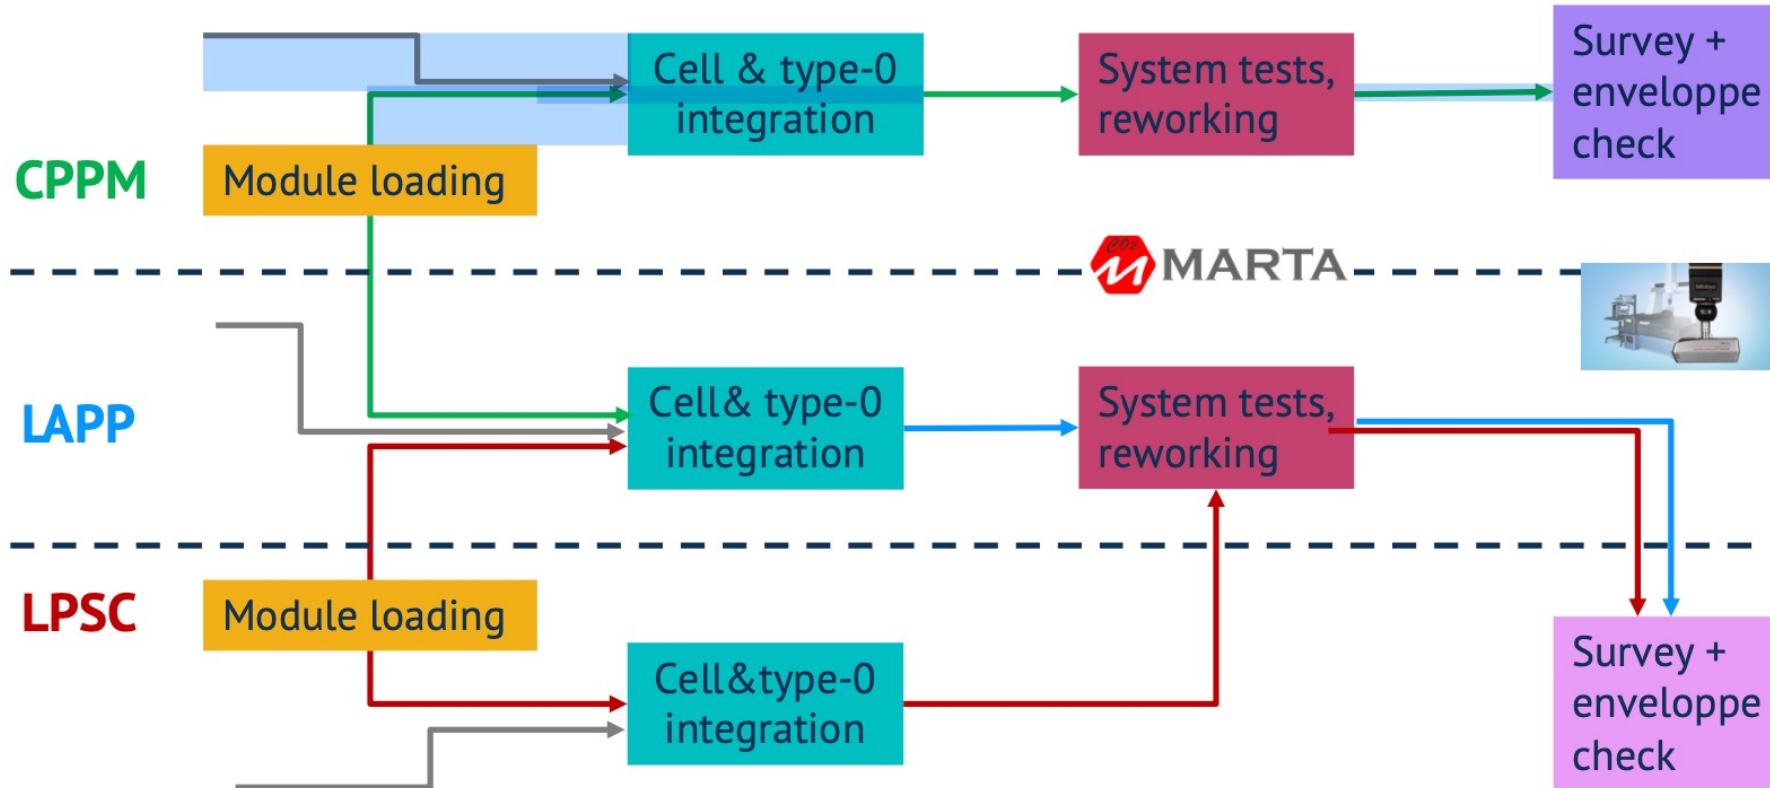 Cell & type-0
integration
System tests,
reworking
Survey +
enveloppe
check
CPPM
Module loading
CO2
MARTA
LAPP
Cell& type-0
integration
System tests,
reworking
LPSC
Module loading
Cell&type-0
integration
Survey +
enveloppe
check